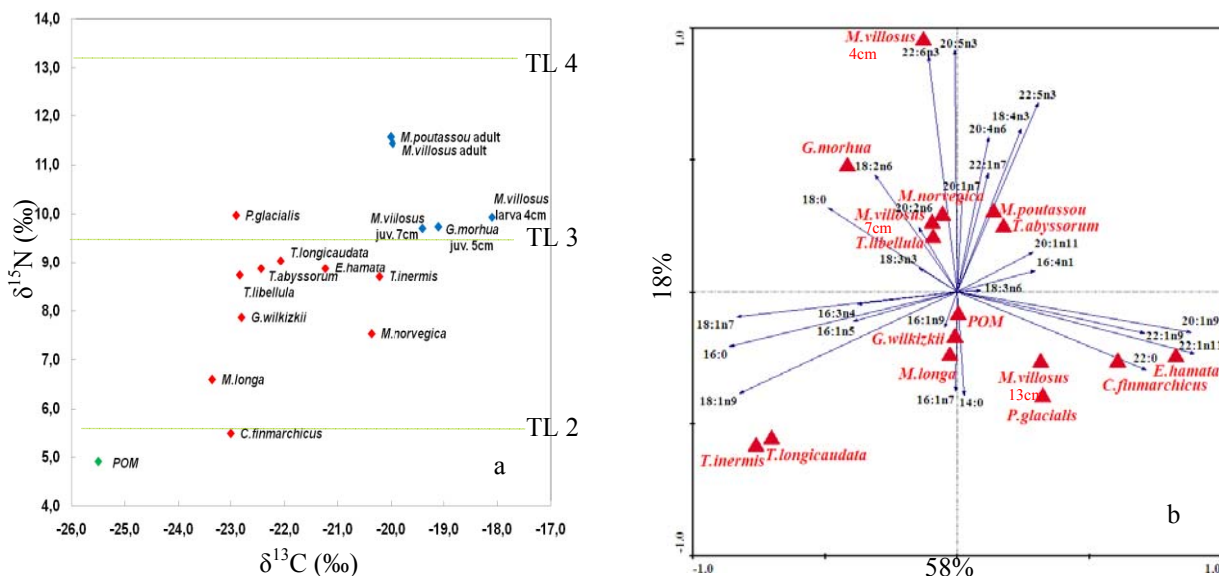 14,0
13,0
12,0
11,0
10,0
9,0
8,0
7,0
6,0
5,0
4,0
δ15N (‰)
TL 4
M.poutassou adult
M.villosus adult
P.glacialis
M.villosus
larva 4cm
M.vilosus
juv. 7cm
G.morhua
juv. 5cm
TL 3
T.longicaudata
T.abyssorum
E.hamata
T.libellula
T.inermis
G.wilkizkii
M.norvegica
M.longa
TL 2
C.finmarchicus
POM
a
-26,0 -25,0 -24,0 -23,0 -22,0 -21,0 -20,0 -19,0 -18,0 -17,0
δ13C (‰)
1.0
18%
-1.0
M.villosus
4cm
22:6n3
20:5n3
22:5n3
18:4n3
20:4n6
G.morhua
18:2n6
22:1n7
18:0
M.norvegica
20:1n7
20:2n6
M.villosus
7cm
M.poutassou
T.abyssorum
T.libellula
20:1n11
18:3n3
16:4n1
18:3n6
16:3n4
18:1n7
16:1n5
16:1n9
POM
20:1n9
22:1n9
16:0
G.wilkizkii
22:1n11
22:0
M.longa
M.villosus
13cm
C.finmarchicus
E.hamata
18:1n9
16:1n7
14:0
P.glacialis
T.inermis
T.longicaudata
b
-1.0
58%
1.0